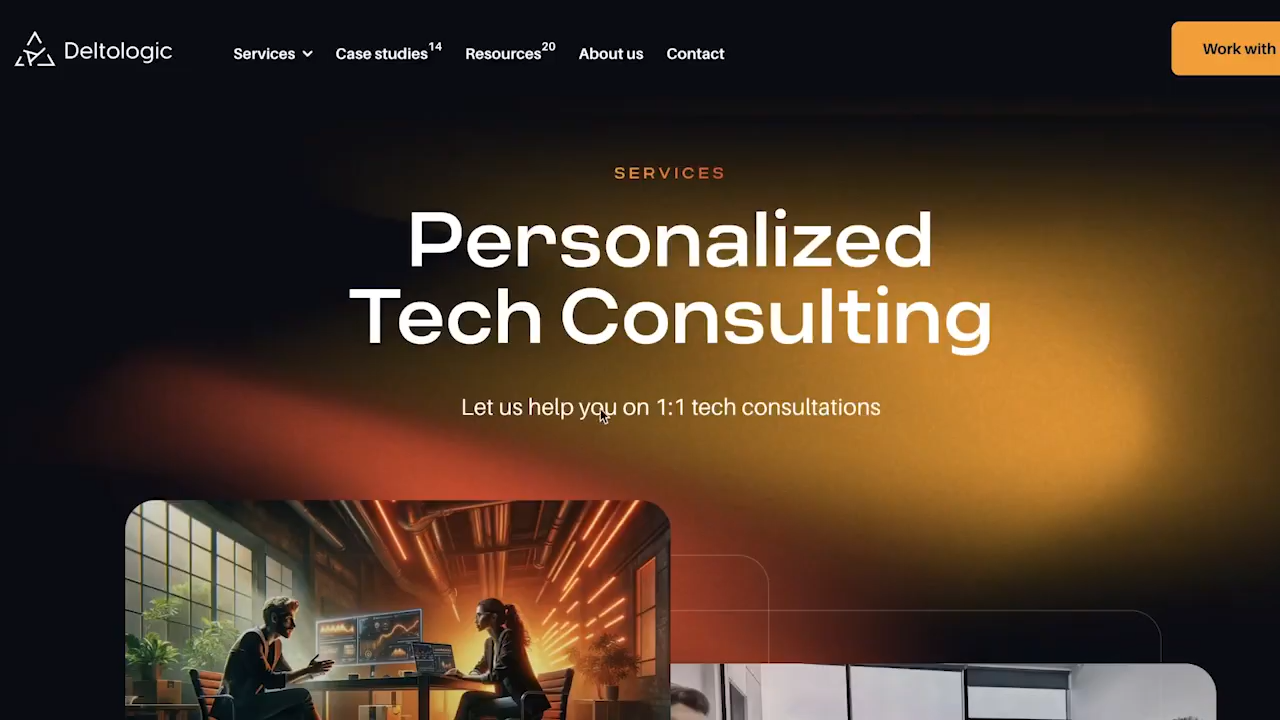 Deltologic
Services
Case studies14
Resources20
About us
Contact
Work with
SERVICES
Personalized
Tech Consulting
Let us help you on 1:1 tech consultations